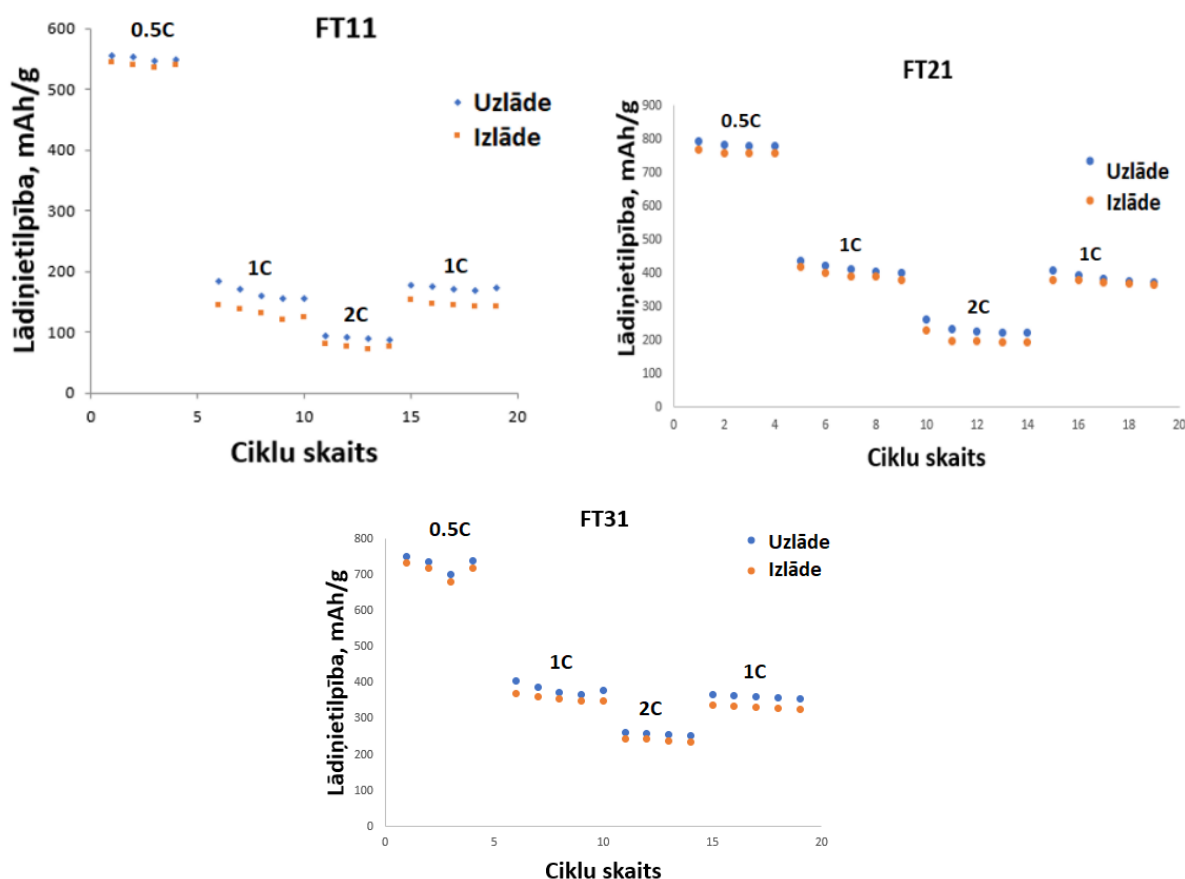 FT11
0.5C
600
500
400
300
200
100
0
Lādiņietilpība, mAh/g
Uzlāde
Izlāde
1C
2C
1C
0
5
10
15
20
Ciklu skaits
FT21
900
800
700
600
500
400
300
200
100
0
Lādiņietilpība, mAh/g
0.5C
Uzlāde
Izlāde
1C
2C
1C
0
2
4
6
8
10
12
14
16
18
20
Ciklu skaits
FT31
0.5C
800
700
600
500
400
300
200
100
0
Lādiņietilpība, mAh/g
Uzlāde
Izlāde
1C
2C
1C
0
5
10
15
20
Ciklu skaits